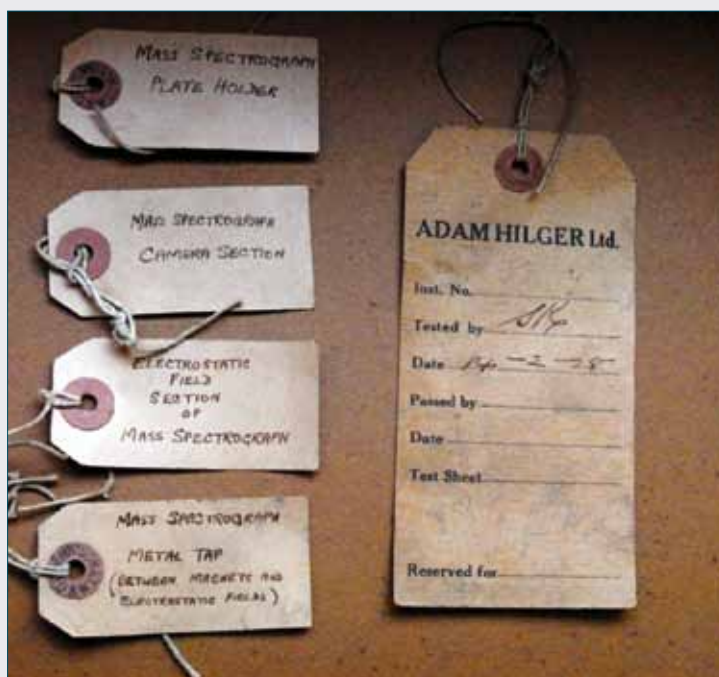 MASS SPECTROGRAPH
PLATE HOLDER
MASS SPECTROGRAPH
CAMERA SECTION
ELECTROSTATIC
FIELD
SECTION
OF
MASS SPECTROGRAPH
MASS SPECTROGRAPH
METAL TAP
(BETWEEN MAGNETS AND
ELECTROSTATIC FIELDS)
ADAM HILGER Ltd.
Inst. No.
Tested by
Date
Passed by
Date
Test Sheet
Reserved for